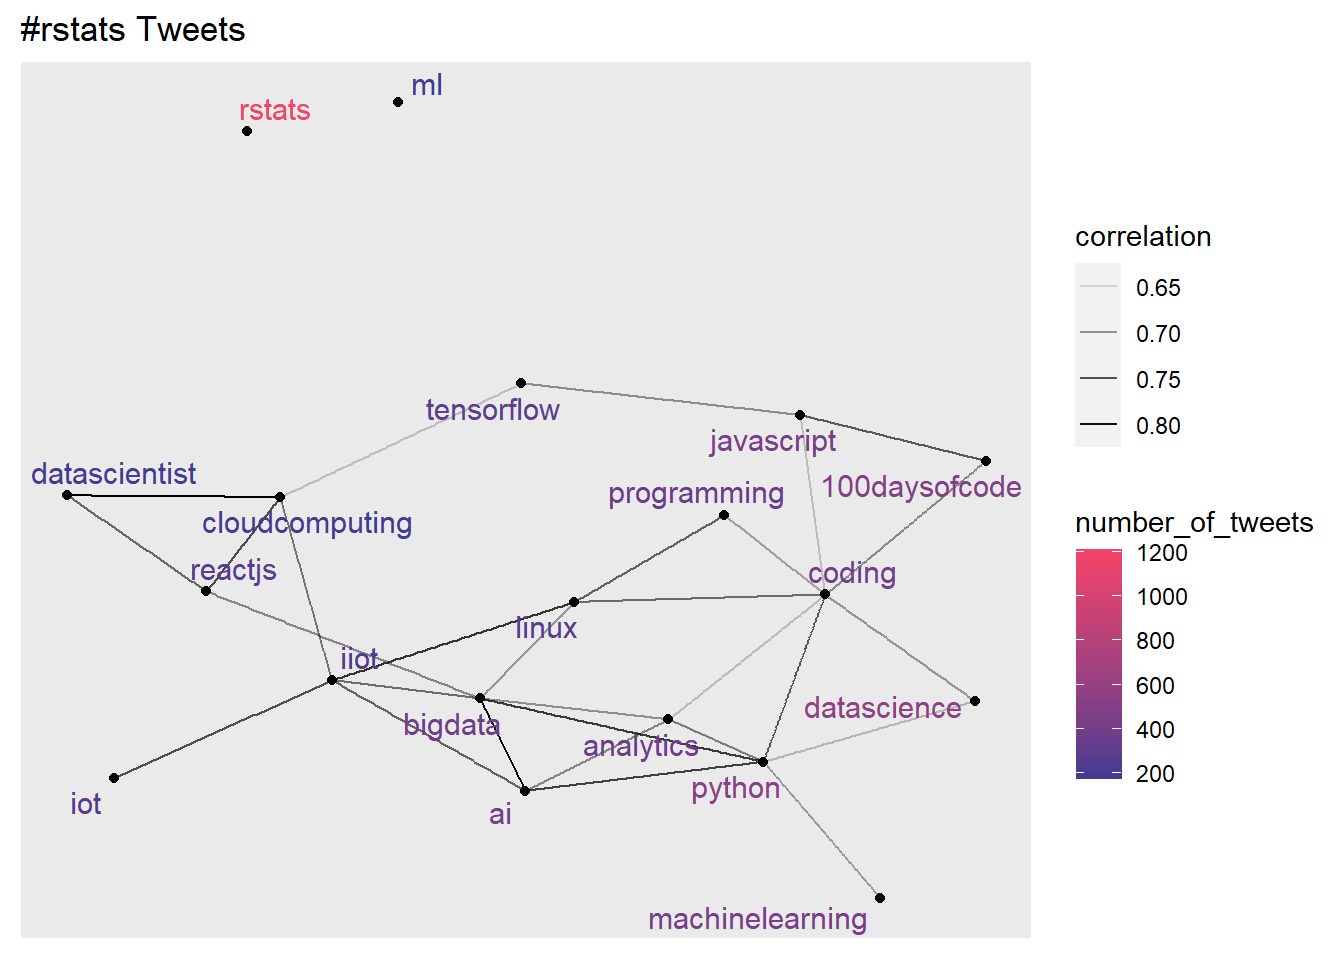 #rstats Tweets
ml
rstats
tensorflow
javascript
datascientist
100daysofcode
programming
cloudcomputing
reactjs
coding
linux
iiot
datascience
bigdata
analytics
python
iot
ai
machinelearning
correlation
0.65
0.70
0.75
0.80
number_of_tweets
1200
1000
800
600
400
200